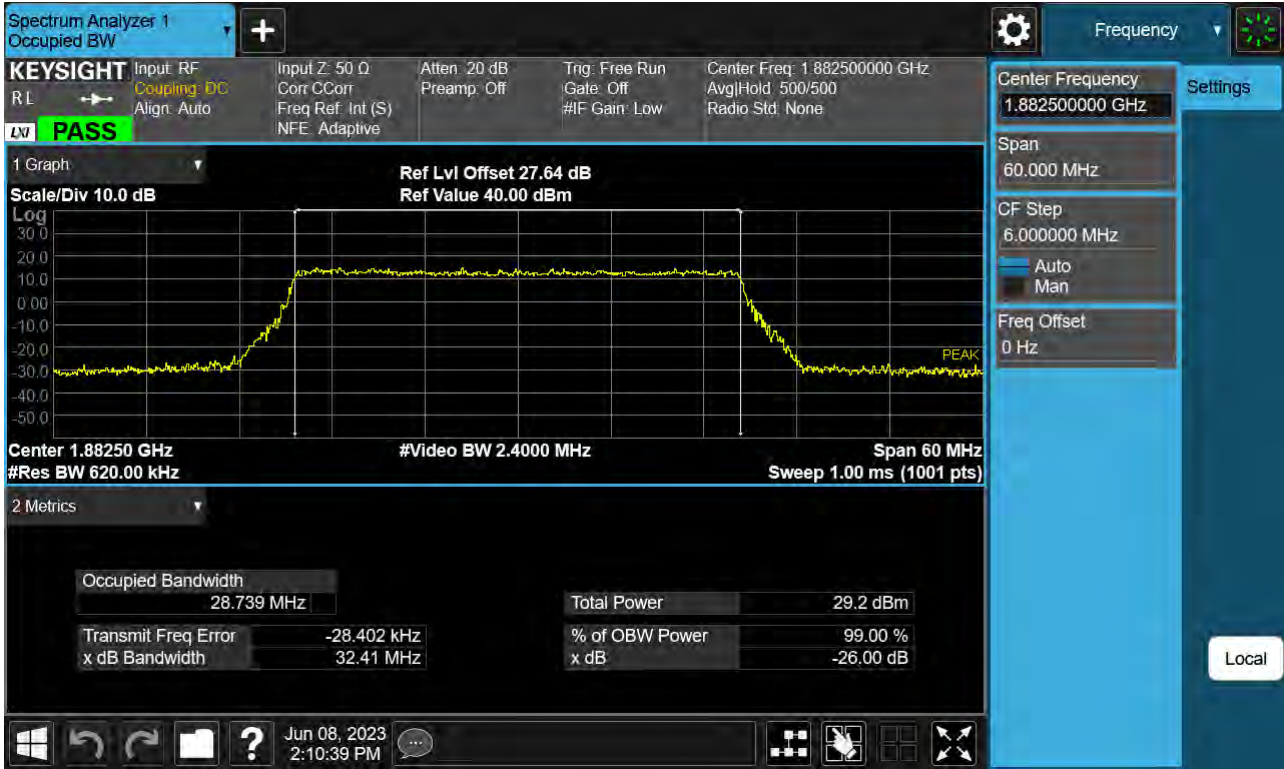 Spectrum Analyzer 1
Occupied BW
Frequency
KEYSIGHT
RL
LXI PASS
Input: RF
Coupling: DC
Align: Auto
Input Z: 50 Ω
Corr CCorr
Freq Ref: Int (S)
NFE: Adaptive
Atten: 20 dB
Preamp: Off
Trig: Free Run
Gate: Off
#IF Gain: Low
Center Freq: 1.882500000 GHz
Avg|Hold: 500/500
Radio Std: None
1 Graph
Scale/Div 10.0 dB
Ref Lvl Offset 27.64 dB
Ref Value 40.00 dBm
Log
30.0
20.0
10.0
0.00
-10.0
-20.0
-30.0
-40.0
-50.0
PEAK
Center 1.88250 GHz
#Video BW 2.4000 MHz
Span 60 MHz
#Res BW 620.00 kHz
Sweep 1.00 ms (1001 pts)
2 Metrics
Occupied Bandwidth
28.739 MHz
Total Power 29.2 dBm
Transmit Freq Error -28.402 kHz
% of OBW Power 99.00 %
x dB Bandwidth 32.41 MHz
x dB -26.00 dB
Center Frequency
1.882500000 GHz
Settings
Span
60.000 MHz
CF Step
6.000000 MHz
Auto
Man
Freq Offset
0 Hz
Local
?
Jun 08, 2023
2:10:39 PM